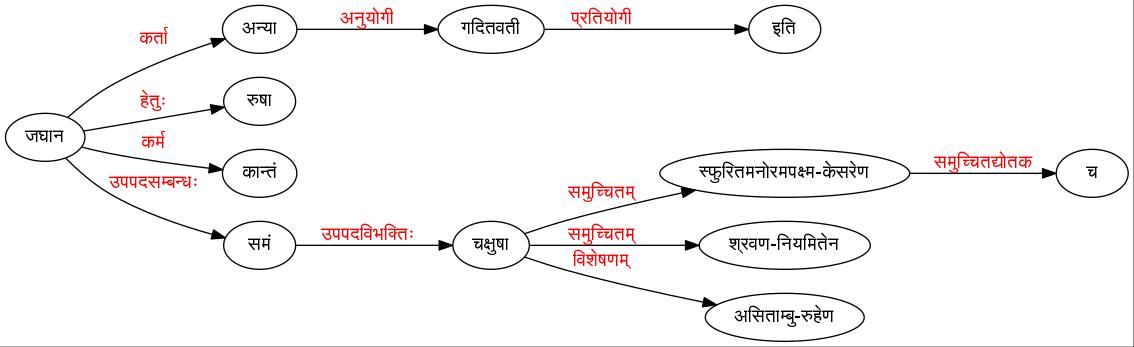 कर्ता
अन्या
अनुयोगी
गदितवती
प्रतियोगी
इति
हेतुः
रुषा
जघान
कर्म
कान्तं
उपपदसम्बन्धः
समं
उपपदविभक्तिः
चक्षुषा
समुच्चितम्
स्फुरितमनोरमपक्ष्म-केसरेण
समुच्चितद्योतक
च
समुच्चितम्
श्रवण-नियमितेन
विशेषणम्
असिताम्बु-रुहेण